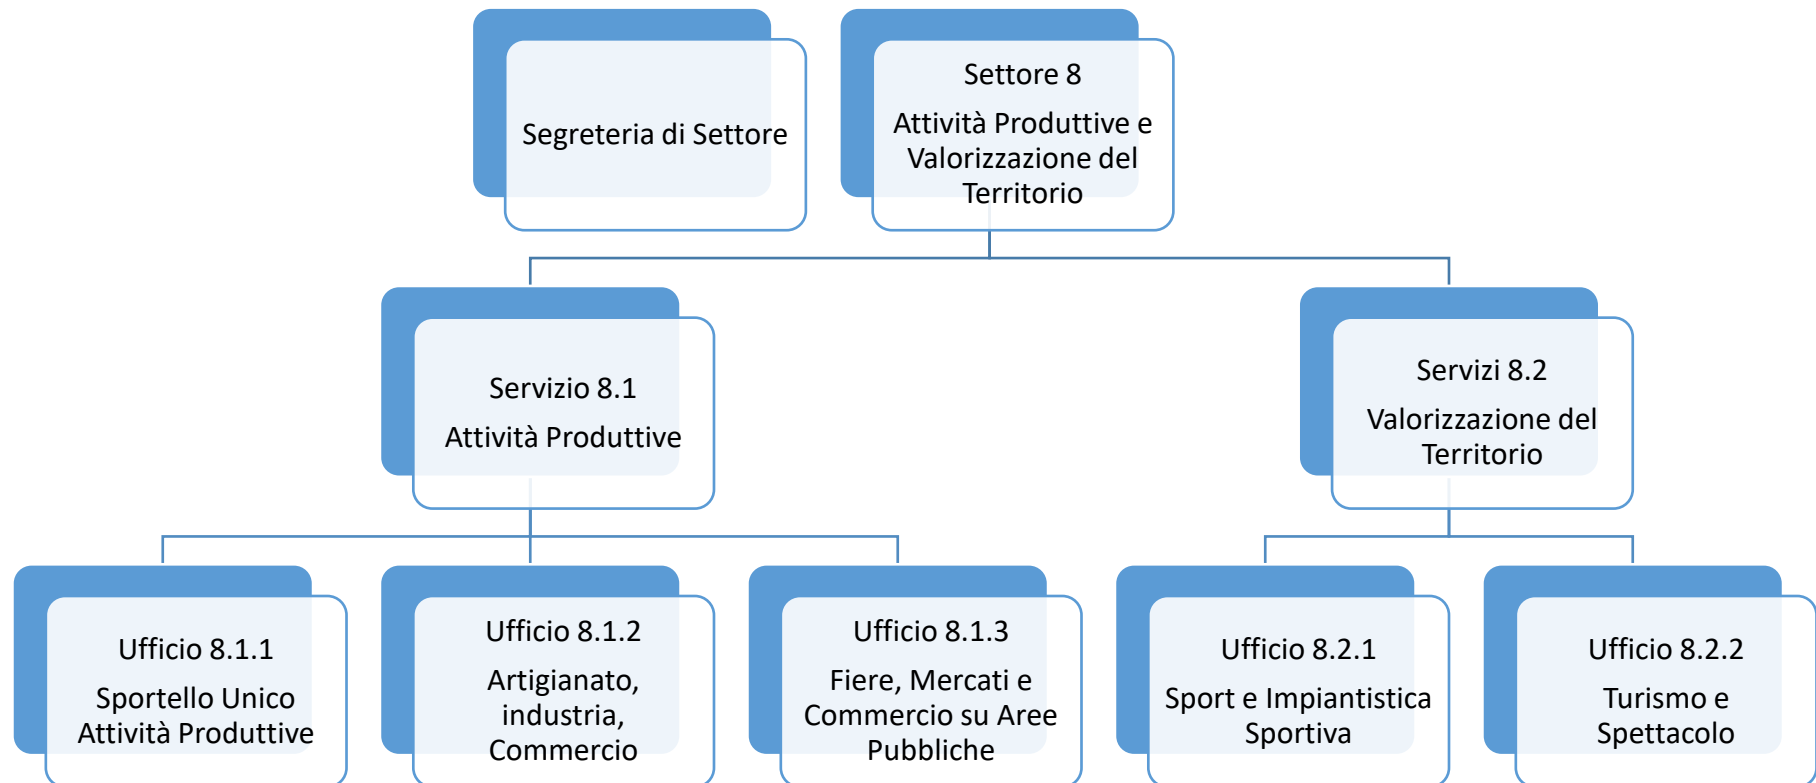 Segreteria di Settore
Settore 8
Attività Produttive e
Valorizzazione del
Territorio
Servizio 8.1
Attività Produttive
Servizi 8.2
Valorizzazione del
Territorio
Ufficio 8.1.1
Sportello Unico
Attività Produttive
Ufficio 8.1.2
Artigianato,
industria,
Commercio
Ufficio 8.1.3
Fiere, Mercati e
Commercio su Aree
Pubbliche
Ufficio 8.2.1
Sport e Impiantistica
Sportiva
Ufficio 8.2.2
Turismo e
Spettacolo